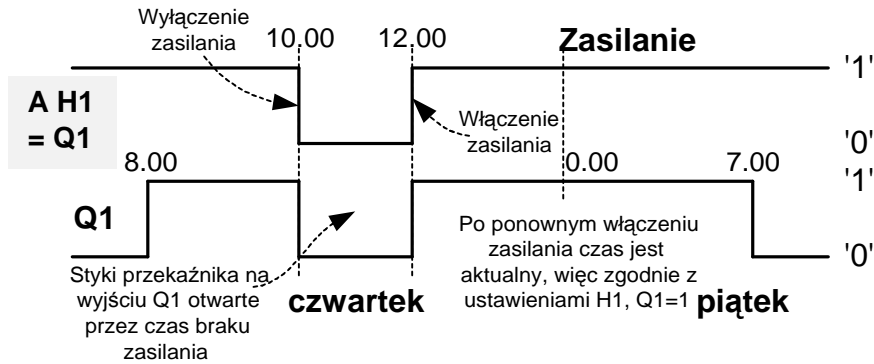 Wyłączenie
zasilania
10.00
12.00
Zasilanie
'1'
A H1
= Q1
Włączenie
zasilania
'0'
8.00
0.00
7.00
'1'
Q1
Po ponownym włączeniu
zasilania czas jest
aktualny, więc zgodnie z
ustawieniami H1, Q1=1
'0'
Styki przekaźnika na
wyjściu Q1 otwarte
przez czas braku
zasilania
czwartek
piątek